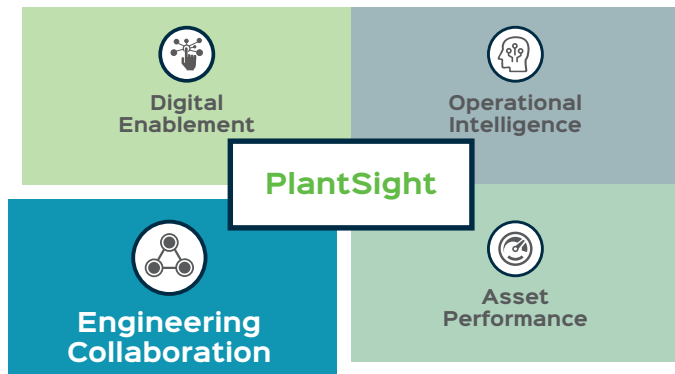 Digital
Enablement
Operational
Intelligence
PlantSight
Engineering
Collaboration
Asset
Performance